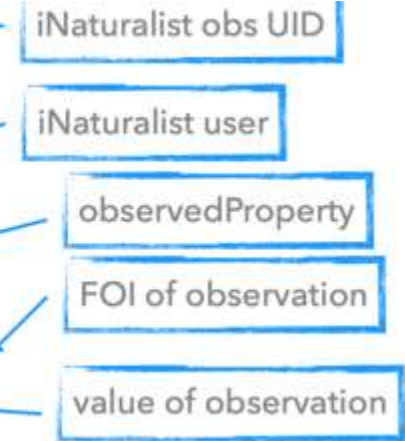 iNaturalist obs UID
iNaturalist user
observedProperty
FOI of observation
value of observation